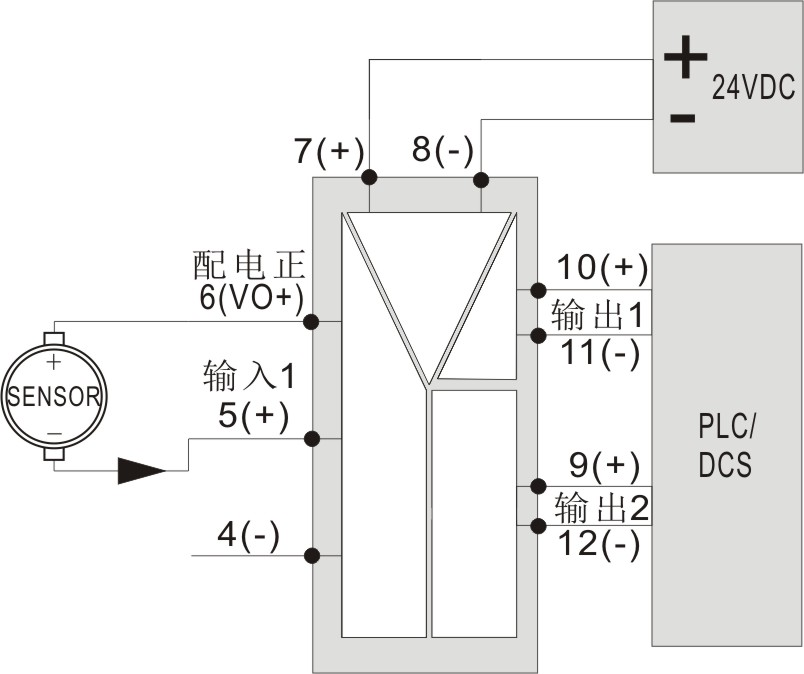 +
24VDC
-
7(+)
8(-)
配电正
6(VO+)
10(+)
输出1
11(-)
+
SENSOR
-
输入1
5(+)
PLC/
DCS
9(+)
输出2
12(-)
4(-)